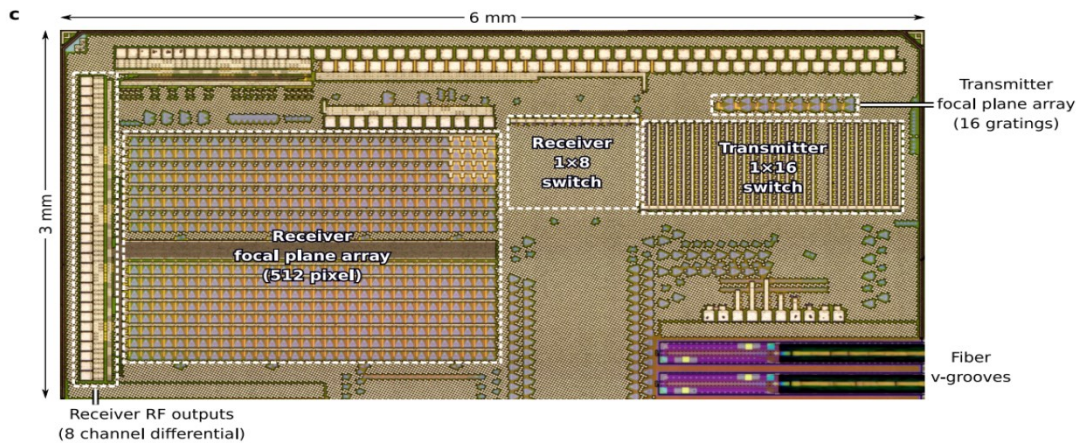 c
6 mm
3 mm
Transmitter
focal plane array
(16 gratings)
Receiver
1×8
switch
Transmitter
1×16
switch
Receiver
focal plane array
(512 pixel)
Fiber
v-grooves
Receiver RF outputs
(8 channel differential)